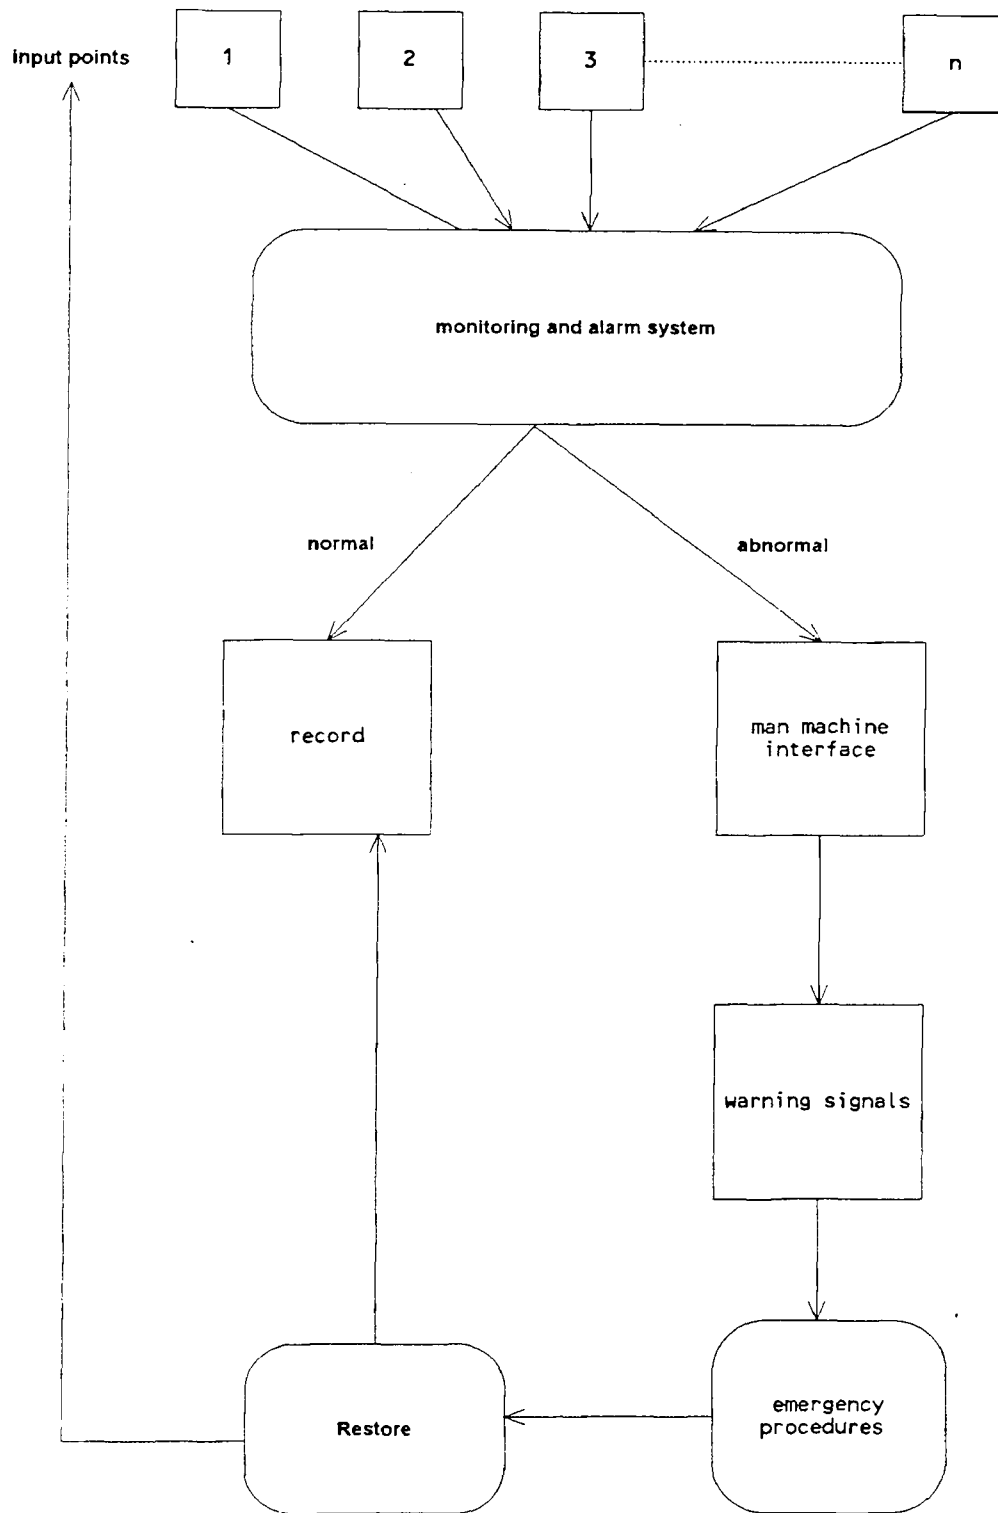 input points
1
2
3
n
monitoring and alarm system
normal
abnormal
record
man machine
interface
warning signals
emergency
procedures
Restore